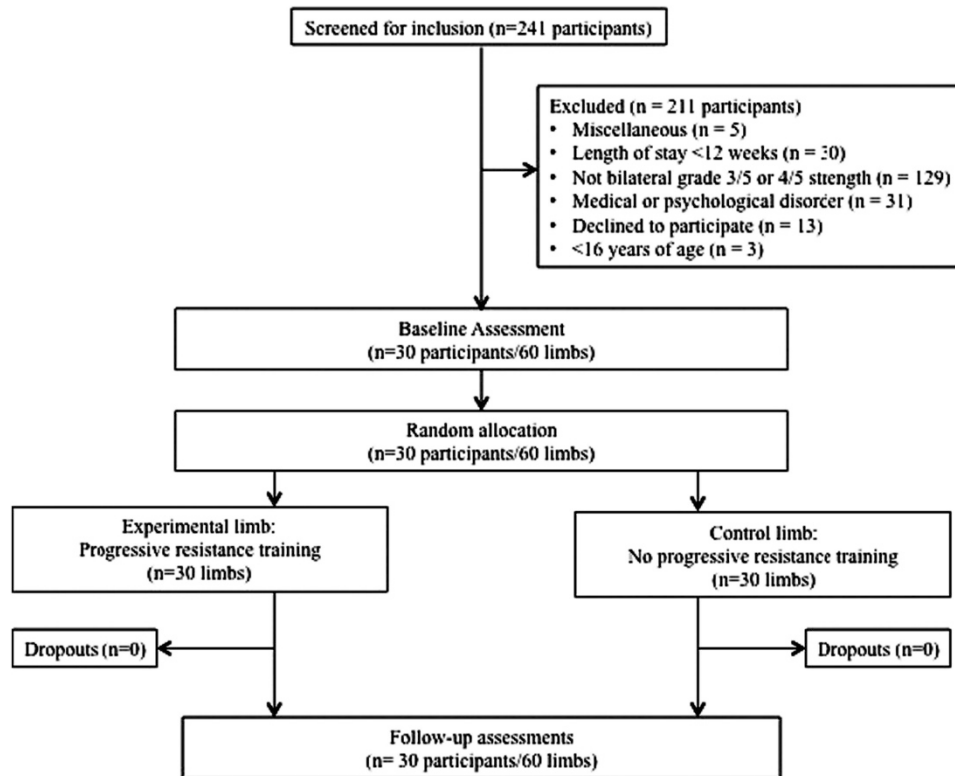 Screened for inclusion (n=241 participants)
Excluded (n = 211 participants)
• Miscellaneous (n = 5)
• Length of stay <12 weeks (n = 30)
• Not bilateral grade 3/5 or 4/5 strength (n = 129)
• Medical or psychological disorder (n = 31)
• Declined to participate (n = 13)
• <16 years of age (n = 3)
Baseline Assessment
(n=30 participants/60 limbs)
Random allocation
(n=30 participants/60 limbs)
Experimental limb:
Progressive resistance training
(n=30 limbs)
Control limb:
No progressive resistance training
(n=30 limbs)
Dropouts (n=0)
Dropouts (n=0)
Follow-up assessments
(n= 30 participants/60 limbs)